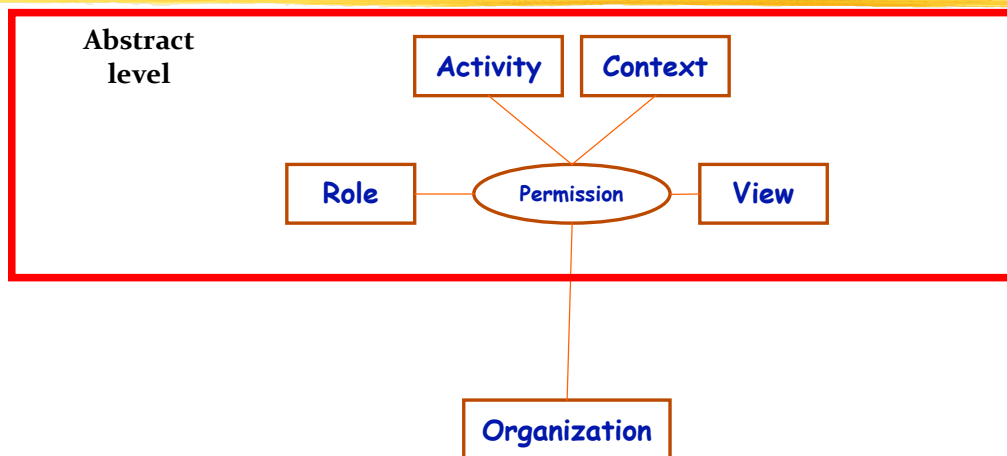 Abstract
level
Activity
Context
Role
Permission
View
Organization